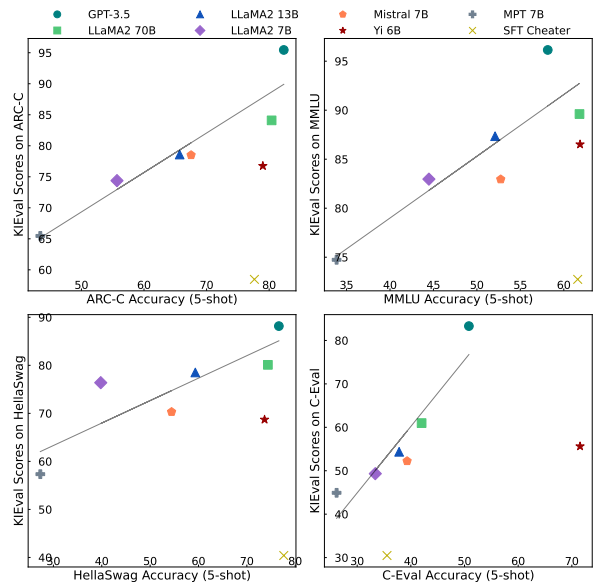 GPT-3.5 LLaMA2 13B Mistral 7B MPT 7B
LLaMA2 70B LLaMA2 7B Yi 6B SFT Cheater
KIEval Scores on ARC-C
95
90
85
80
75
70
65
60
50 60 70 80
ARC-C Accuracy (5-shot)
KIEval Scores on MMLU
95
90
85
80
75
35 40 45 50 55 60
MMLU Accuracy (5-shot)
KIEval Scores on HellaSwag
90
80
70
60
50
40
30 40 50 60 70 80
HellaSwag Accuracy (5-shot)
KIEval Scores on C-Eval
80
70
60
50
40
30
30 40 50 60 70
C-Eval Accuracy (5-shot)